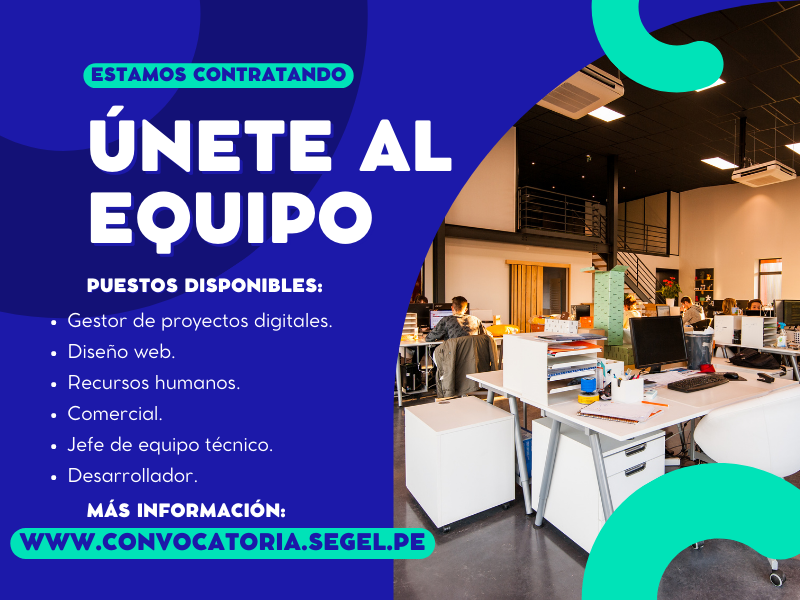 ESTAMOS CONTRATANDO
ÚNETE AL
EQUIPO
PUESTOS DISPONIBLES:
• Gestor de proyectos digitales.
• Diseño web.
• Recursos humanos.
• Comercial.
• Jefe de equipo técnico.
• Desarrollador.
MÁS INFORMACIÓN:
WWW.CONVOCATORIA.SEGEL.PE